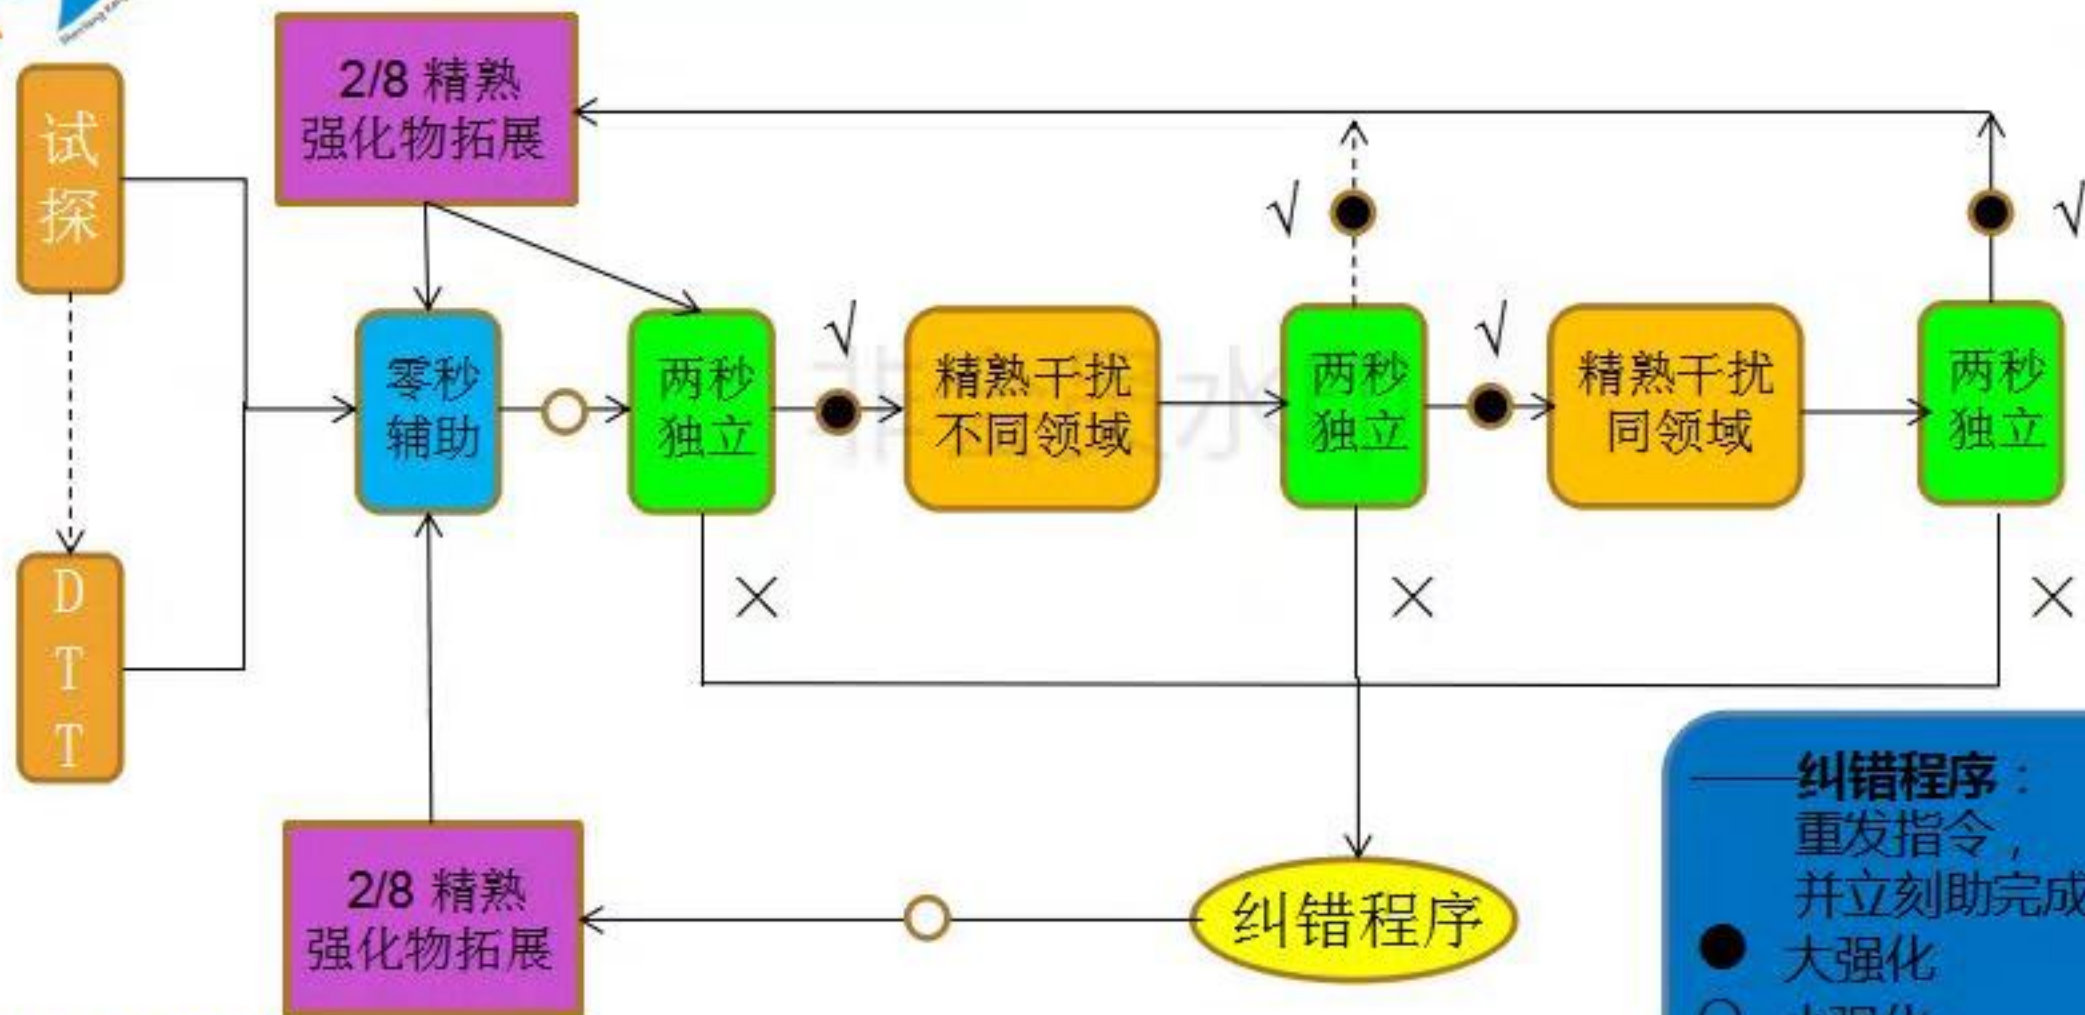 试
探
2/8 精熟
强化物拓展
√
√
√
√
零秒
辅助
两秒
独立
精熟干扰
不同领域
两秒
独立
精熟干扰
同领域
两秒
独立
×
×
×
D
T
T
纠错程序：
重发指令，
并立刻助完成
大强化
2/8 精熟
强化物拓展
纠错程序